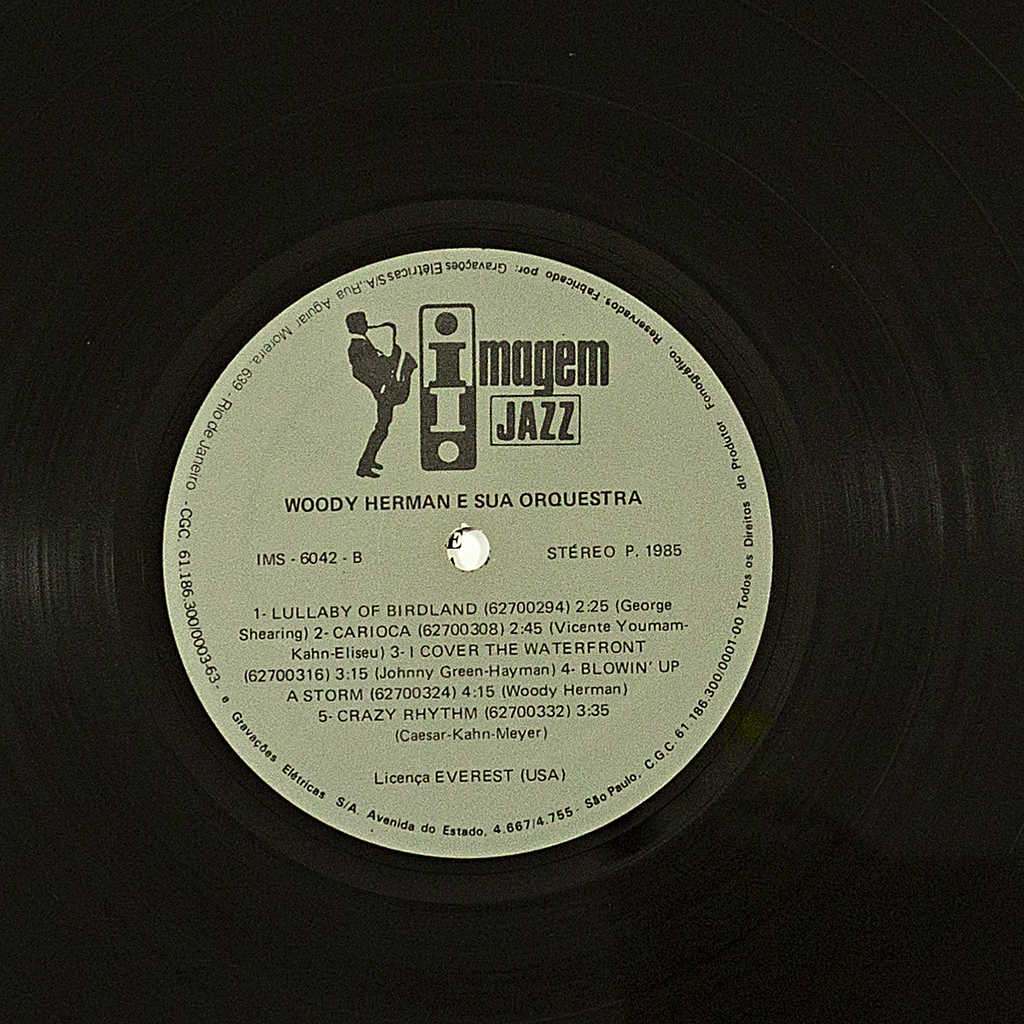 imagem
JAZZ
WOODY HERMAN E SUA ORQUESTRA
E
IMS - 6042 - B
STÉREO P. 1985
1- LULLABY OF BIRDLAND (62700294) 2:25 (George
Shearing) 2- CARIOCA (62700308) 2:45 (Vicente Youmam-
Kahn-Eliseu) 3- I COVER THE WATERFRONT
(62700316) 3:15 (Johnny Green-Hayman) 4- BLOWIN' UP
A STORM (62700324) 4:15 (Woody Herman)
5- CRAZY RHYTHM (62700332) 3:35
(Caesar-Kahn-Meyer)
Licença EVEREST (USA)
Fabricado por: Gravações Elétricas S/A. Rua Aguiar Moreira, 639 - Rio de Janeiro - CGC. 61.186.300/0003-63 - e Gravações Elétricas S/A. Avenida do Estado, 4.667/4.755 - São Paulo, C.G.C. 61.186.300/0001-00 Todos os Direitos do Produtor Fonográfico, Reservados.